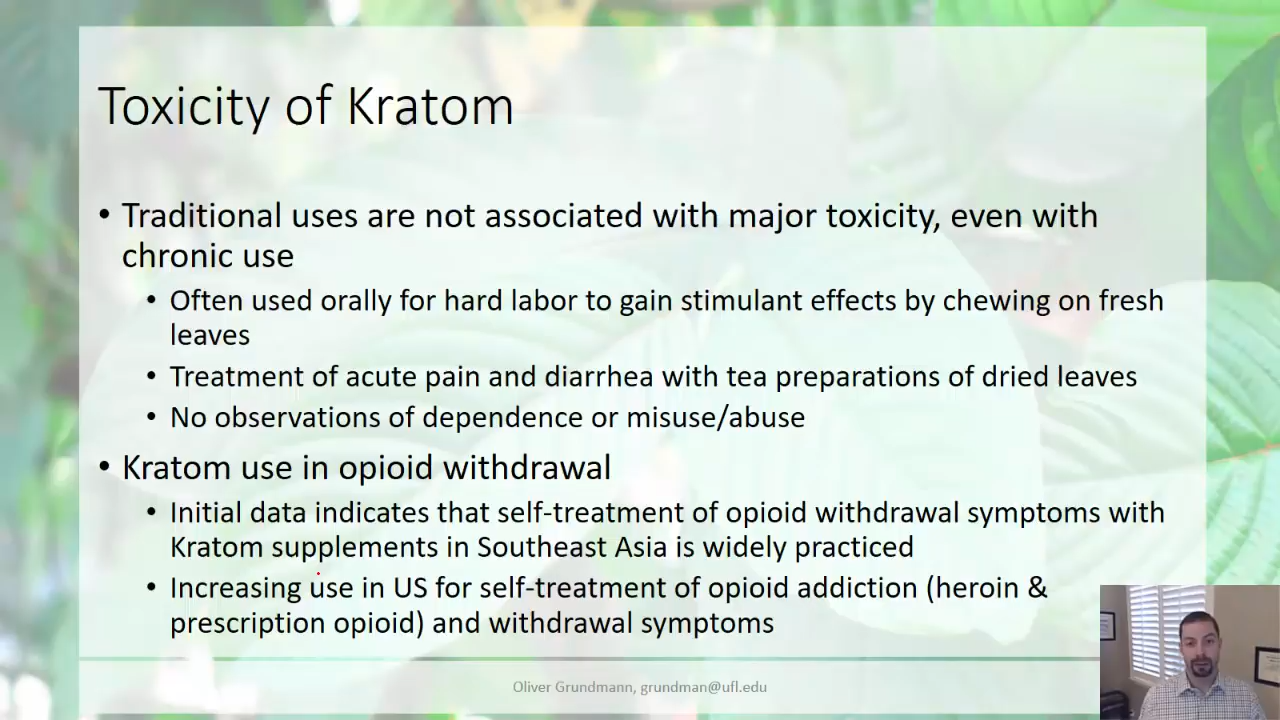 Toxicity of Kratom
• Traditional uses are not associated with major toxicity, even with
chronic use
• Often used orally for hard labor to gain stimulant effects by chewing on fresh
leaves
• Treatment of acute pain and diarrhea with tea preparations of dried leaves
• No observations of dependence or misuse/abuse
• Kratom use in opioid withdrawal
• Initial data indicates that self-treatment of opioid withdrawal symptoms with
Kratom supplements in Southeast Asia is widely practiced
• Increasing use in US for self-treatment of opioid addiction (heroin &
prescription opioid) and withdrawal symptoms
Oliver Grundmann, grundman@ufl.edu